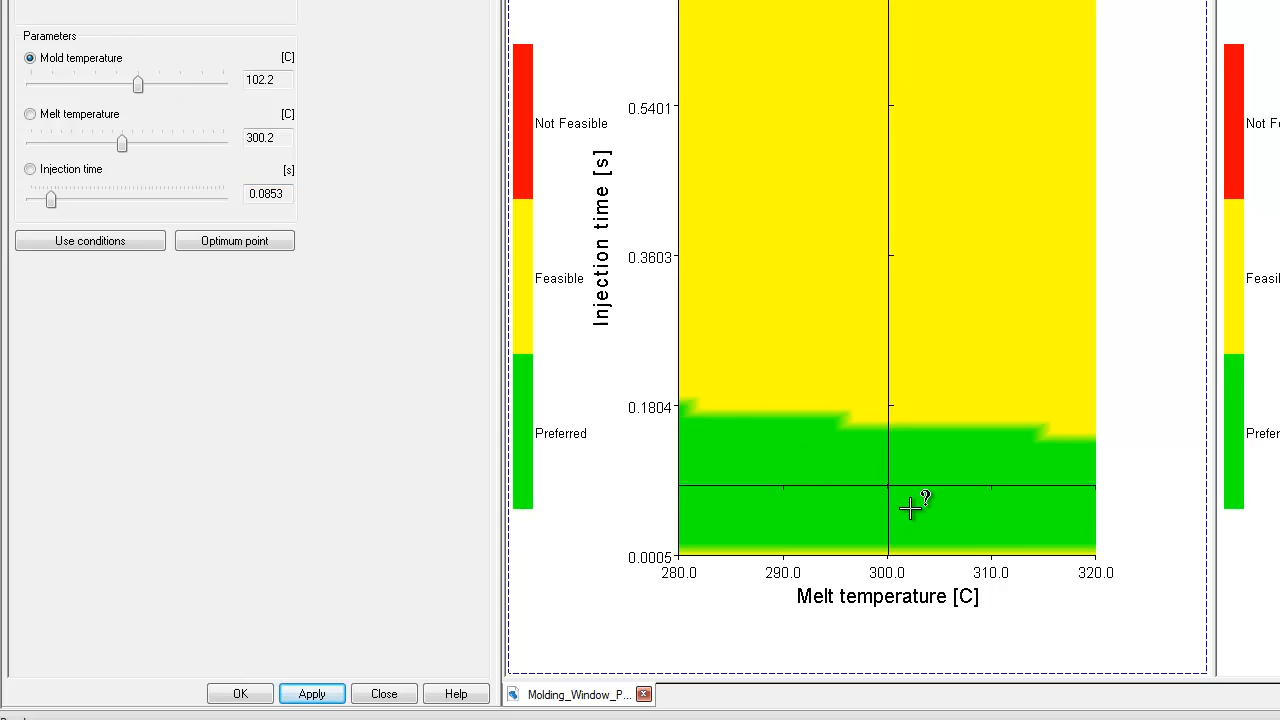 Parameters
Mold temperature [C]
102.2
Melt temperature [C]
300.2
Injection time [s]
0.0853
Use conditions Optimum point
OK Apply Close Help
Not Feasible
Feasible
Preferred
Injection time [s]
0.5401
0.3603
0.1804
0.0005
280.0 290.0 300.0 310.0 320.0
Melt temperature [C]
Not F
Feasi
Prefer
Molding_Window_P...